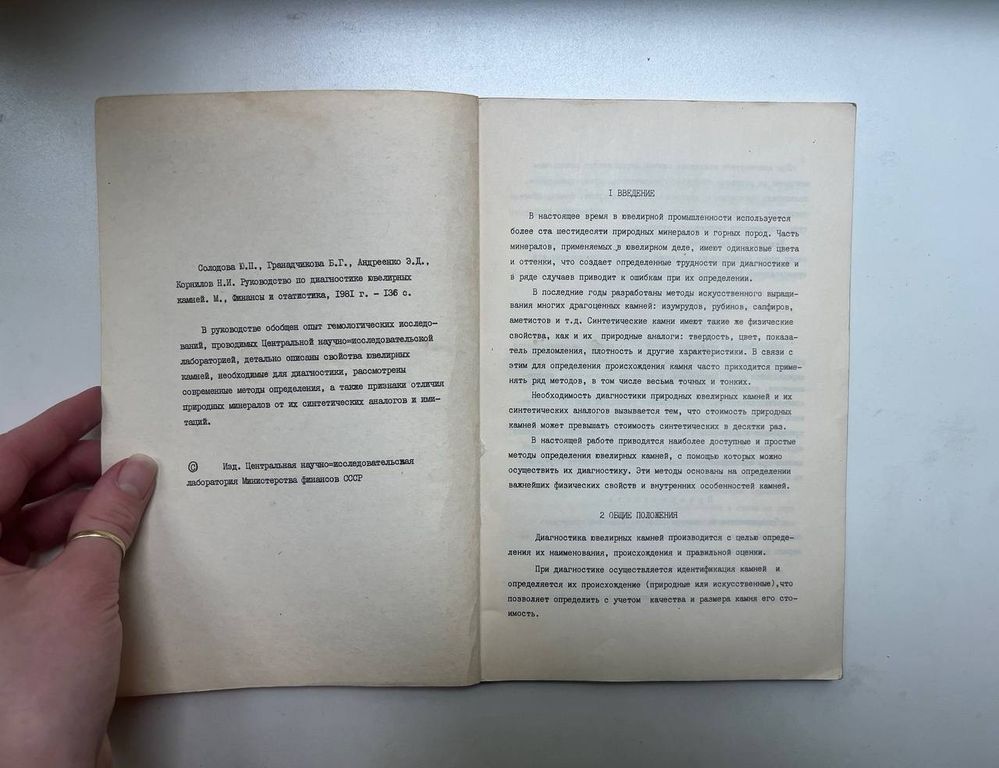 Солодова Ю.П., Гранадчикова Б.Г., Андреенко Э.Д.,
Корнилов Н.И. Руководство по диагностике ювелирных
камней. М., Финансы и статистика, 1981 г. - 136 с.
В руководстве обобщен опыт гемологических исследо-
ваний, проводимых Центральной научно=исследовательской
лабораторией, детально описаны свойства ювелирных
камней, необходимые для диагностики, рассмотрены
современные методы определения, а также признаки отличия
природных минералов от их синтетических аналогов и ими-
таций.
© Изд. Центральная научно=исследовательская
лаборатория Министерства финансов СССР
I ВВЕДЕНИЕ
В настоящее время в ювелирной промышленности используется
более ста шестидесяти природных минералов и горных пород. Часть
минералов, применяемых в ювелирном деле, имеют одинаковые цвета
и оттенки, что создает определенные трудности при диагностике и
в ряде случаев приводит к ошибкам при их определении.
В последние годы разработаны методы искусственного выращи-
вания многих драгоценных камней: изумрудов, рубинов, сапфиров,
аметистов и т.д. Синтетические камни имеют такие же физические
свойства, как и их природные аналоги: твердость, цвет, показа-
тель преломления, плотность и другие характеристики. В связи с
этим для определения происхождения камня часто приходится приме-
нять ряд методов, в том числе весьма точных и тонких.
Необходимость диагностики природных ювелирных камней и их
синтетических аналогов вызывается тем, что стоимость природных
камней может превышать стоимость синтетических в десятки раз.
В настоящей работе приводятся наиболее доступные и простые
методы определения ювелирных камней, с помощью которых можно
осуществить их диагностику. Эти методы основаны на определении
важнейших физических свойств и внутренних особенностей камней.
2 ОБЩИЕ ПОЛОЖЕНИЯ
Диагностика ювелирных камней производится с целью опреде-
ления их наименования, происхождения и правильной оценки.
При диагностике осуществляется идентификация камней и
определяется их происхождение (природные или искусственные),что
позволяет определить с учетом качества и размера камня его сто-
имость.